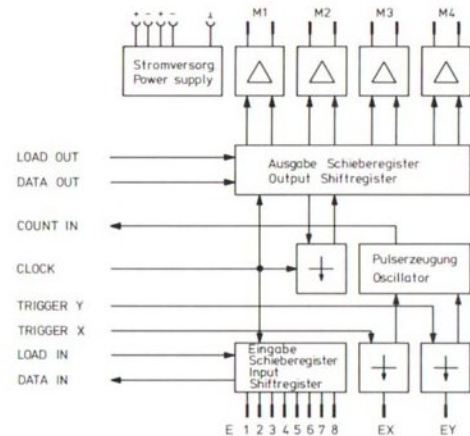 + - + - ⊥
M1 M2 M3 M4
Stromversorg
Power supply
LOAD OUT
DATA OUT
Ausgabe Schieberegister
Output Shiftregister
COUNT IN
CLOCK
Pulserzeugung
Oscillator
TRIGGER Y
TRIGGER X
LOAD IN
DATA IN
Eingabe
Schieberegister
Input
Shiftregister
E 1 2 3 4 5 6 7 8 EX EY